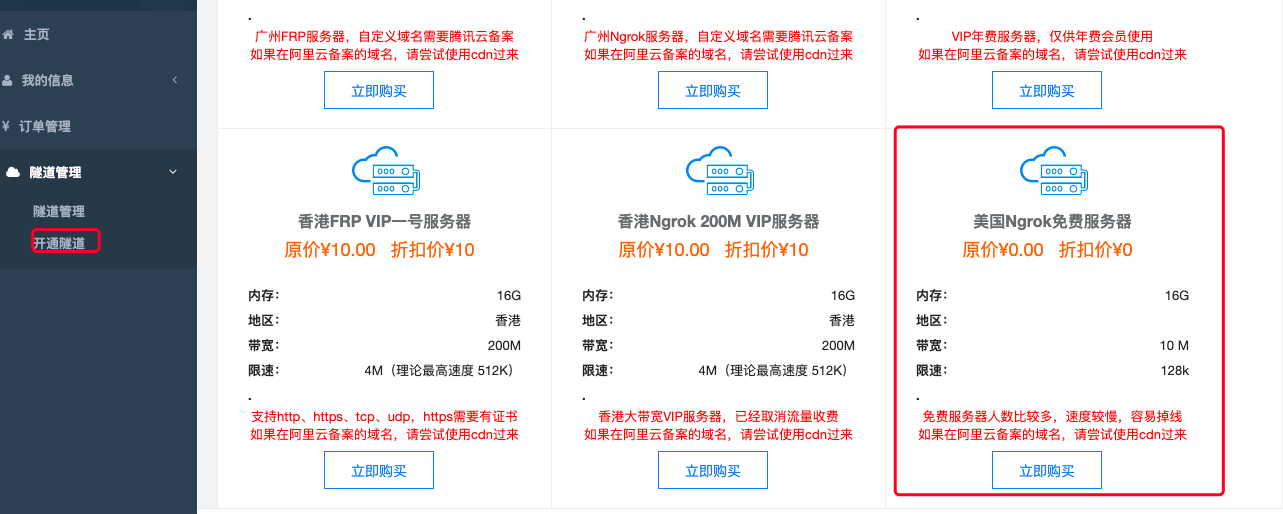 主页
我的信息
¥ 订单管理
隧道管理
隧道管理
开通隧道
.
广州FRP服务器，自定义域名需要腾讯云备案
如果在阿里云备案的域名，请尝试使用cdn过来
立即购买
.
广州Ngrok服务器，自定义域名需要腾讯云备案
如果在阿里云备案的域名，请尝试使用cdn过来
立即购买
.
VIP年费服务器，仅供年费会员使用
如果在阿里云备案的域名，请尝试使用cdn过来
立即购买
香港FRP VIP一号服务器
原价¥10.00 折扣价¥10
内存： 16G
地区： 香港
带宽： 200M
限速： 4M（理论最高速度 512K）
.
支持http、https、tcp、udp，https需要有证书
如果在阿里云备案的域名，请尝试使用cdn过来
立即购买
香港Ngrok 200M VIP服务器
原价¥10.00 折扣价¥10
内存： 16G
地区： 香港
带宽： 200M
限速： 4M（理论最高速度 512K）
.
香港大带宽VIP服务器，已经取消流量收费
如果在阿里云备案的域名，请尝试使用cdn过来
立即购买
美国Ngrok免费服务器
原价¥0.00 折扣价¥0
内存： 16G
地区：
带宽： 10 M
限速： 128k
.
免费服务器人数比较多，速度较慢，容易掉线
如果在阿里云备案的域名，请尝试使用cdn过来
立即购买